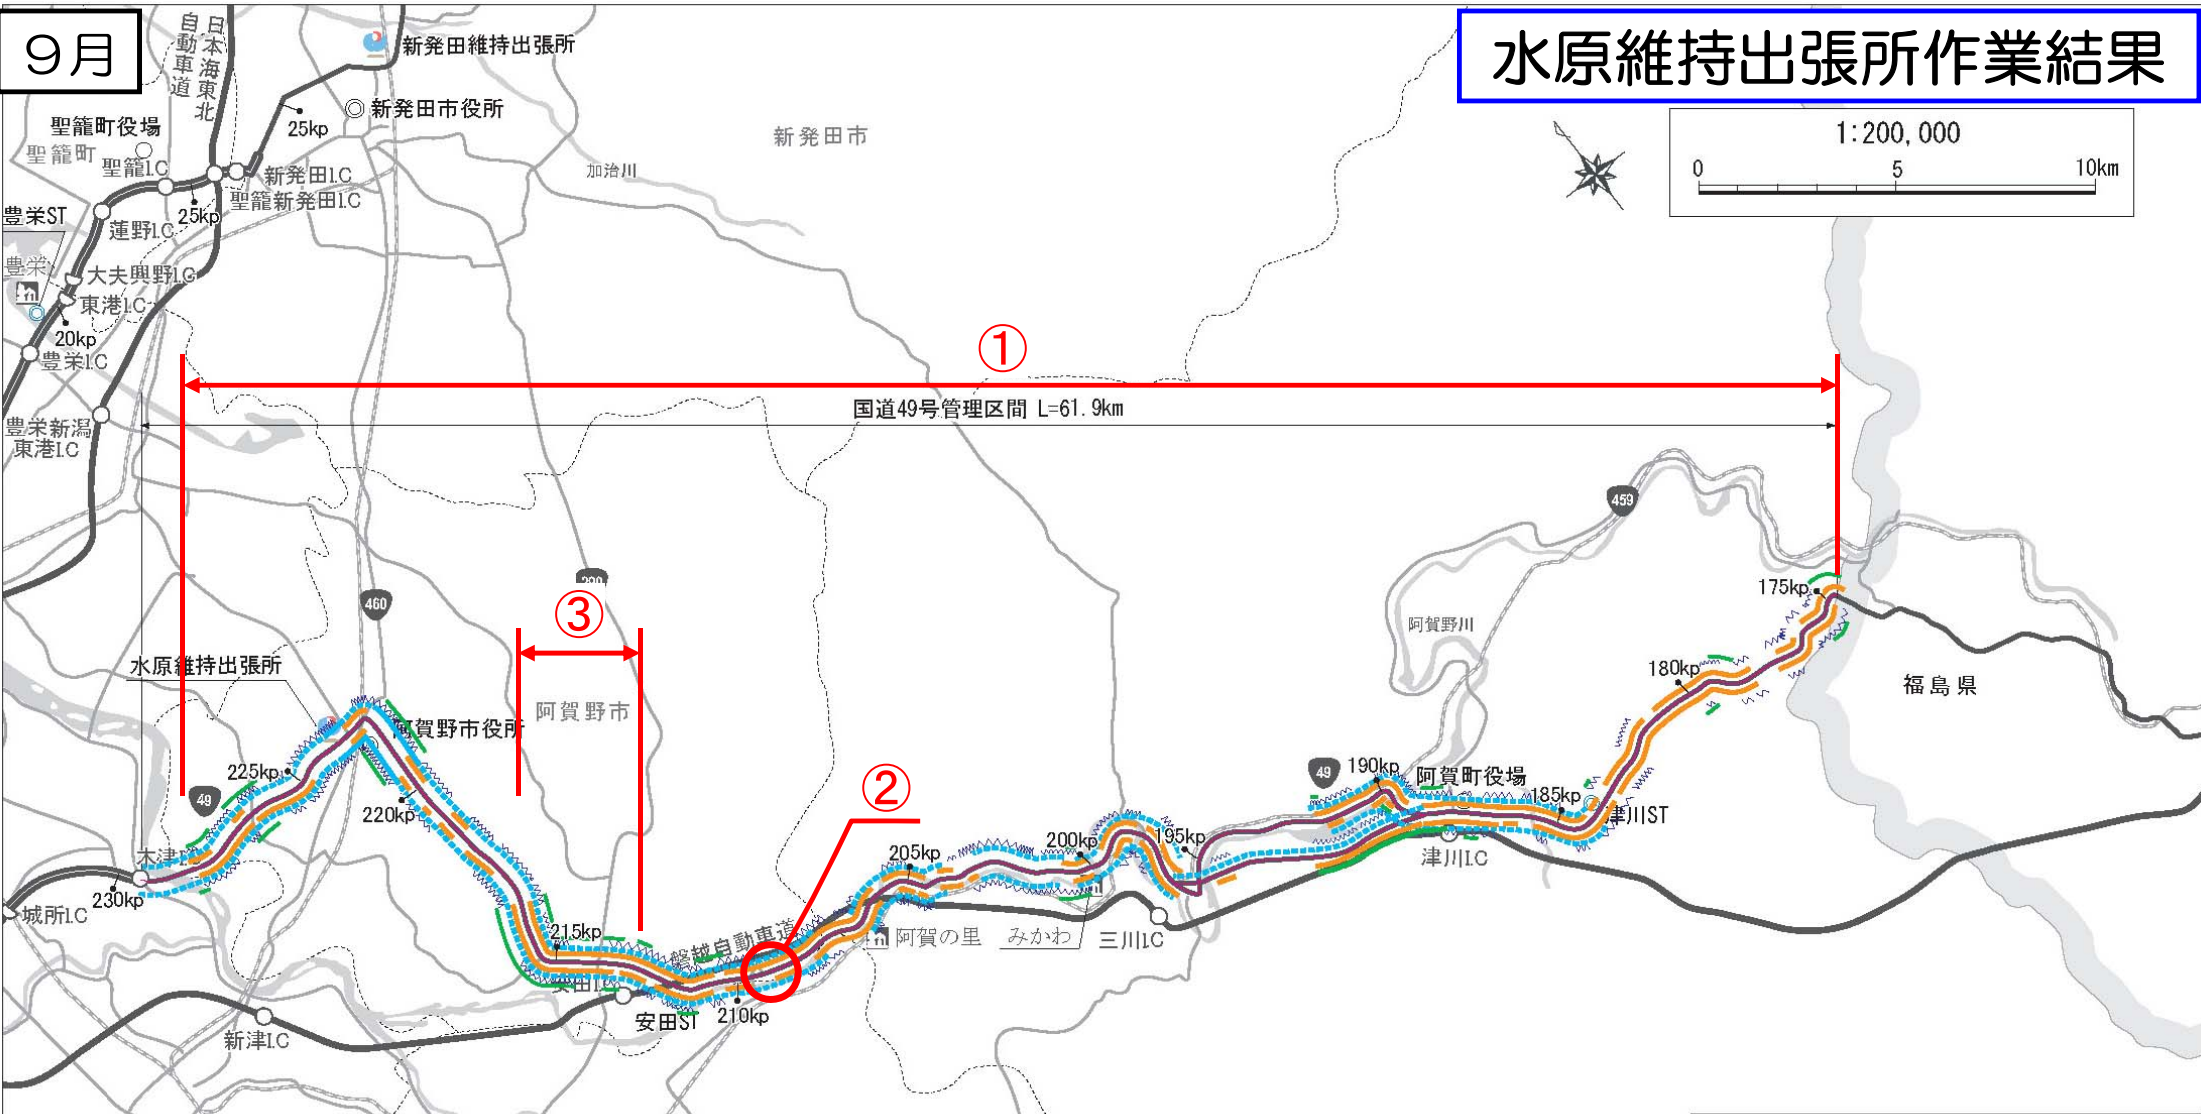 9月
水原維持出張所作業結果
日本海東北
自動車道
新発田維持出張所
新発田市役所
25kp
聖籠町役場
聖籠町
聖籠I.C
新発田I.C
聖籠新発田I.C
25kp
新発田市
加治川
1:200,000
0 5 10km
豊栄ST
蓮野I.C
豊栄
大夫興野I.C
東港I.C
20kp
豊栄I.C
豊栄新潟
東港I.C
①
国道49号管理区間 L=61.9km
459
460
③
175kp
阿賀野川
水原維持出張所
180kp
福島県
阿賀野市
阿賀野市役所
225kp
49
220kp
②
49
190kp
阿賀町役場
185kp
津川ST
津川I.C
木津I.C
230kp
城所I.C
205kp
200kp
195kp
215kp
磐越自動車道
阿賀の里
みかわ
三川I.C
安田I.C
安田ST
210kp
新津I.C